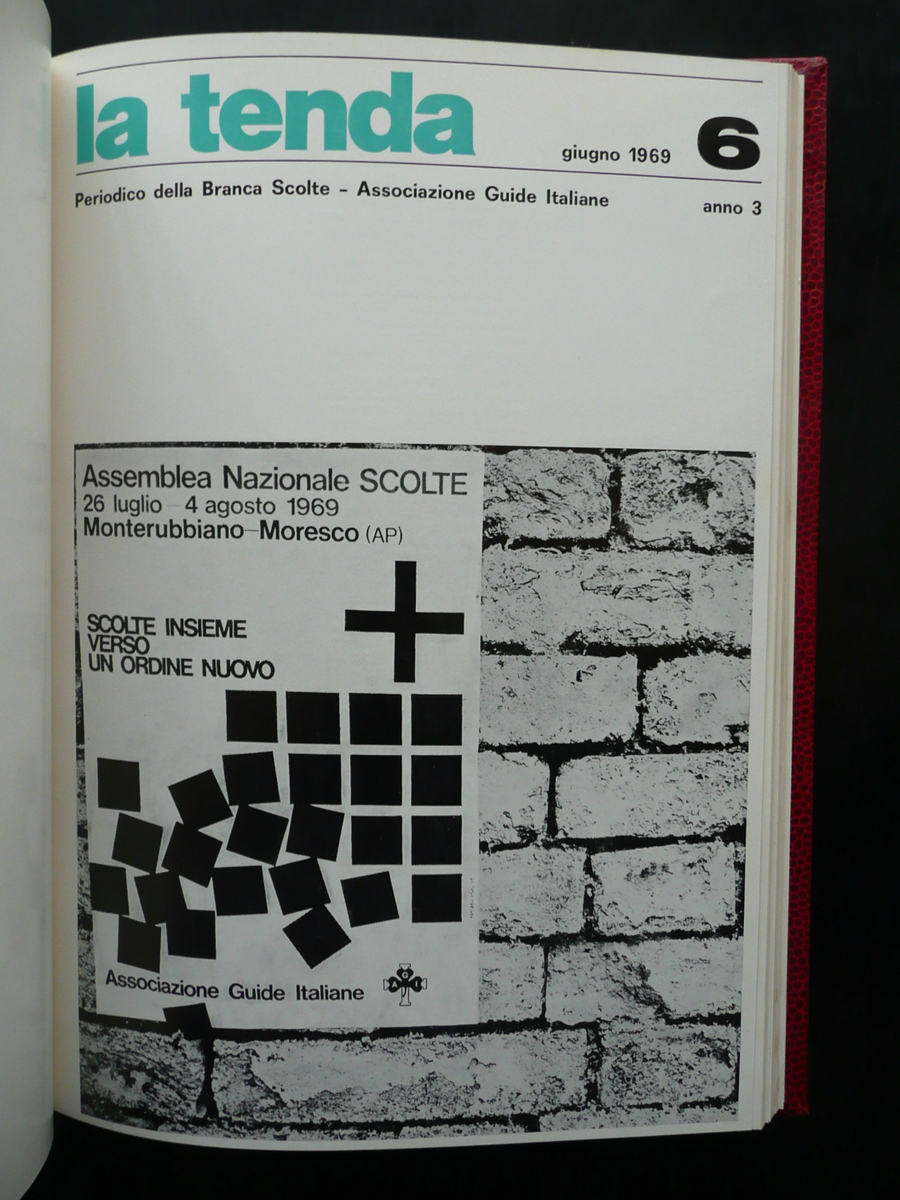 la tenda
giugno 1969 6
Periodico della Branca Scolte - Associazione Guide Italiane
anno 3
Assemblea Nazionale SCOLTE
26 luglio - 4 agosto 1969
Monterubbiano-Moresco (AP)
SCOLTE INSIEME
VERSO
UN ORDINE NUOVO
Associazione Guide Italiane